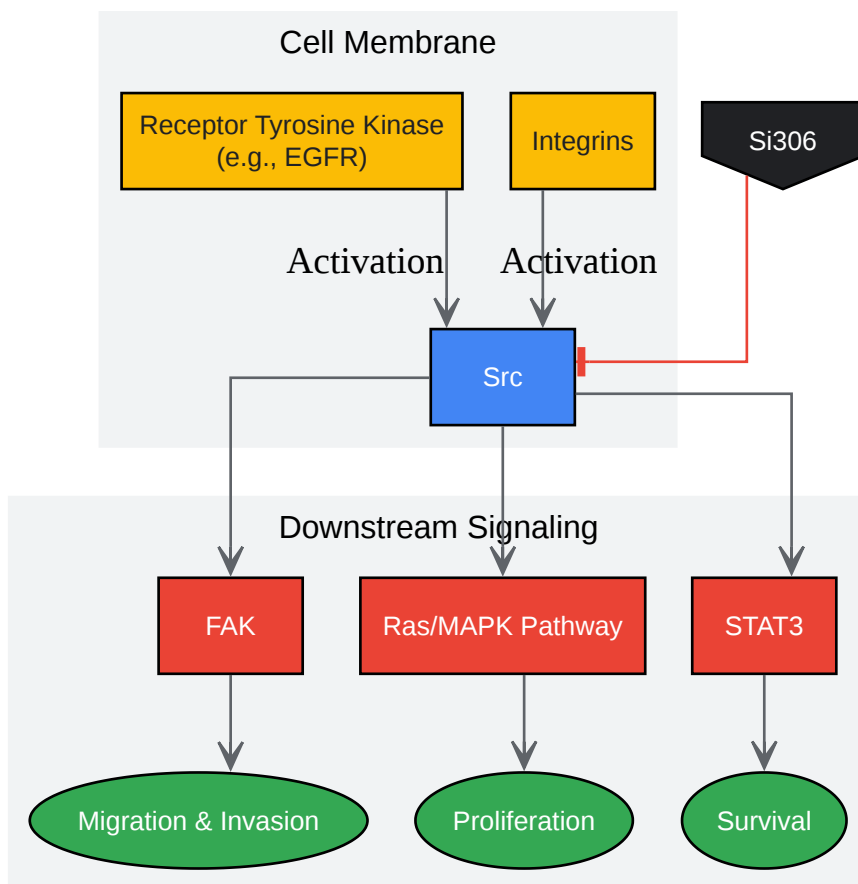 Cell Membrane
Receptor Tyrosine Kinase
(e.g., EGFR)
Integrins
Si306
Activation
Activation
Src
Downstream Signaling
FAK
Ras/MAPK Pathway
STAT3
Migration & Invasion
Proliferation
Survival